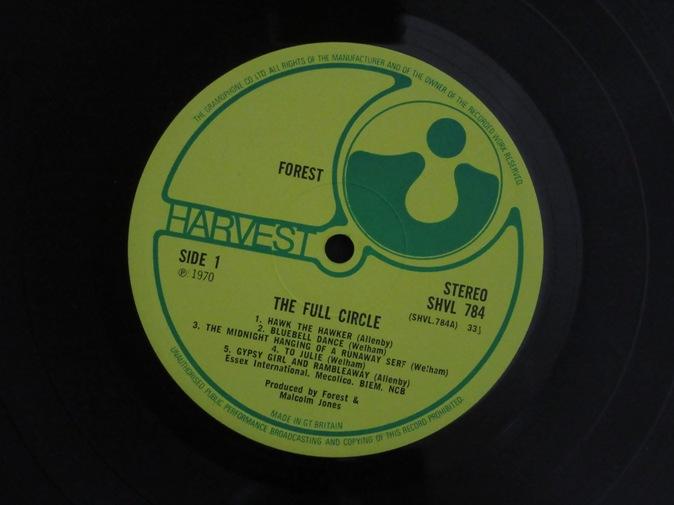 THE GRAMOPHONE CO LTD. ALL RIGHTS OF THE MANUFACTURER AND OF THE OWNER OF THE RECORDED WORK RESERVED.
FOREST
HARVEST
SIDE 1
℗ 1970
STEREO
SHVL 784
(SHVL.784A) 33⅓
THE FULL CIRCLE
1. HAWK THE HAWKER (Allenby)
2. BLUEBELL DANCE (Welham)
3. THE MIDNIGHT HANGING OF A RUNAWAY SERF (Welham)
4. TO JULIE (Welham)
5. GYPSY GIRL AND RAMBLEAWAY (Allenby)
Essex International. Mecolico. BIEM. NCB
Produced by Forest &
Malcolm Jones
MADE IN GT BRITAIN
UNAUTHORISED PUBLIC PERFORMANCE BROADCASTING AND COPYING OF THIS RECORD PROHIBITED.